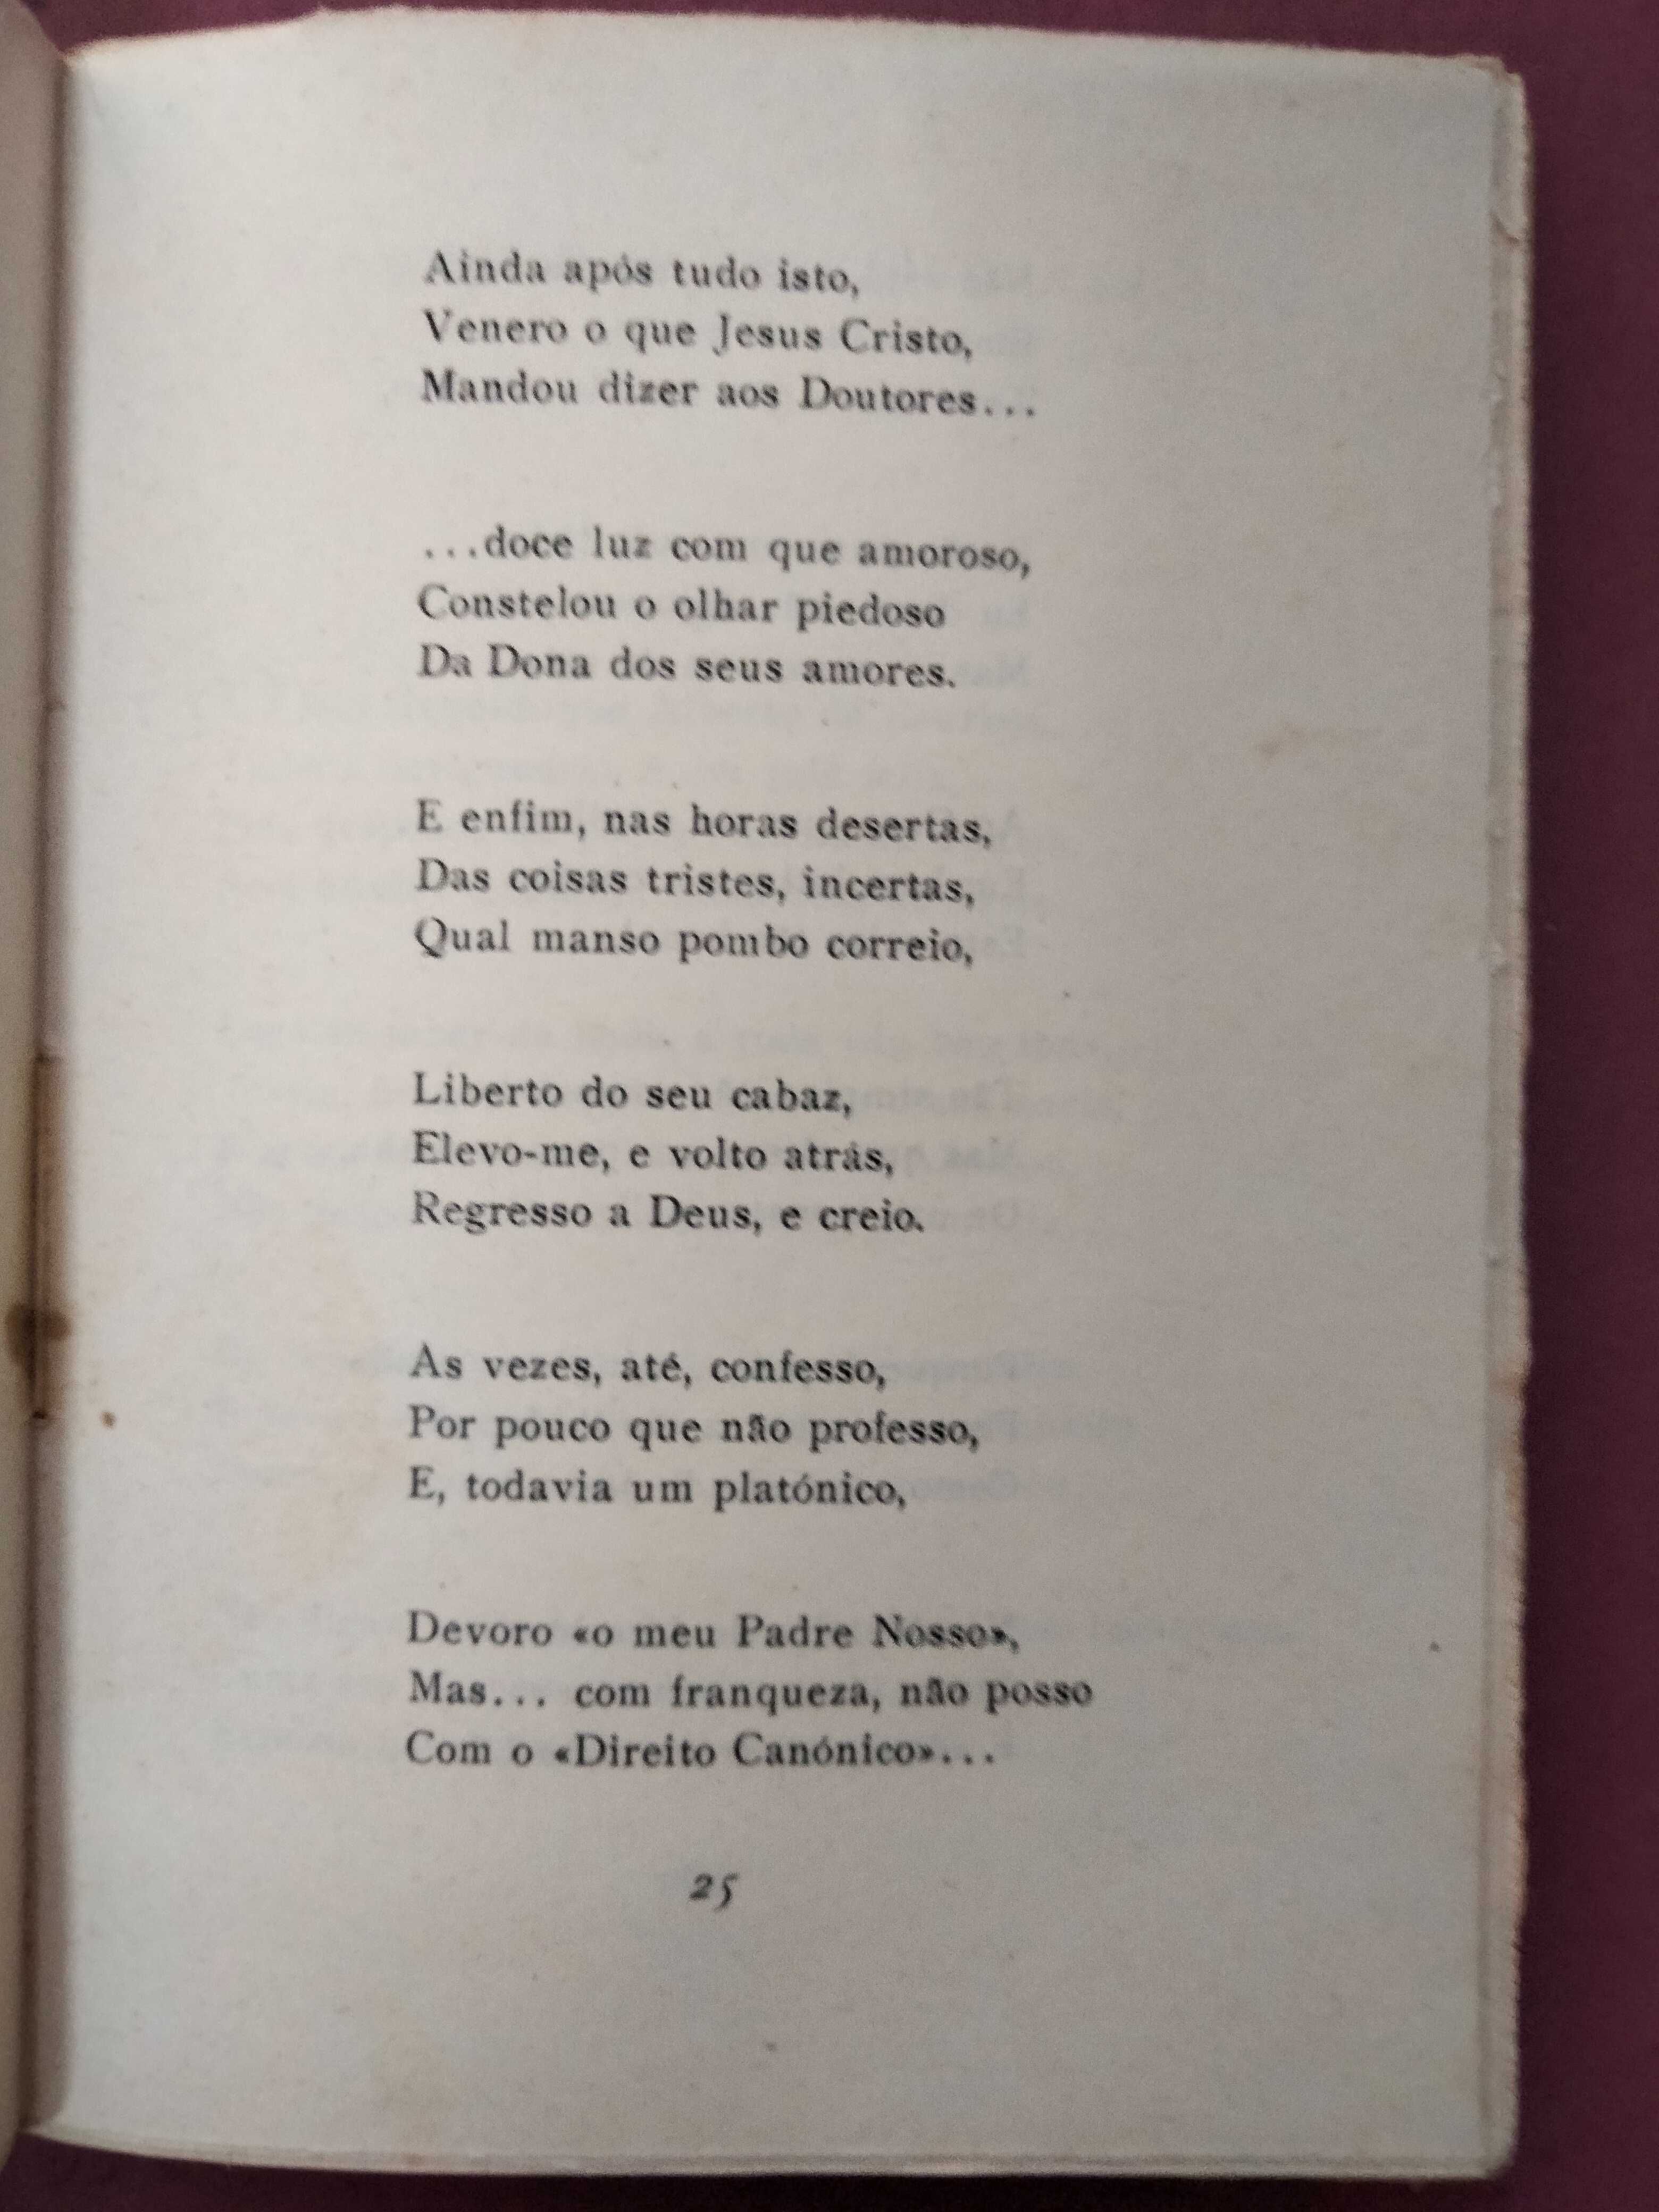 Ainda após tudo isto,
Venero o que Jesus Cristo,
Mandou dizer aos Doutores...
...doce luz com que amoroso,
Constelou o olhar piedoso
Da Dona dos seus amores.
E enfim, nas horas desertas,
Das coisas tristes, incertas,
Qual manso pombo correio,
Liberto do seu cabaz,
Elevo-me, e volto atrás,
Regresso a Deus, e creio.
As vezes, até, confesso,
Por pouco que não professo,
E, todavia um platónico,
Devoro «o meu Padre Nosso»,
Mas... com franqueza, não posso
Com o «Direito Canónico»...
25